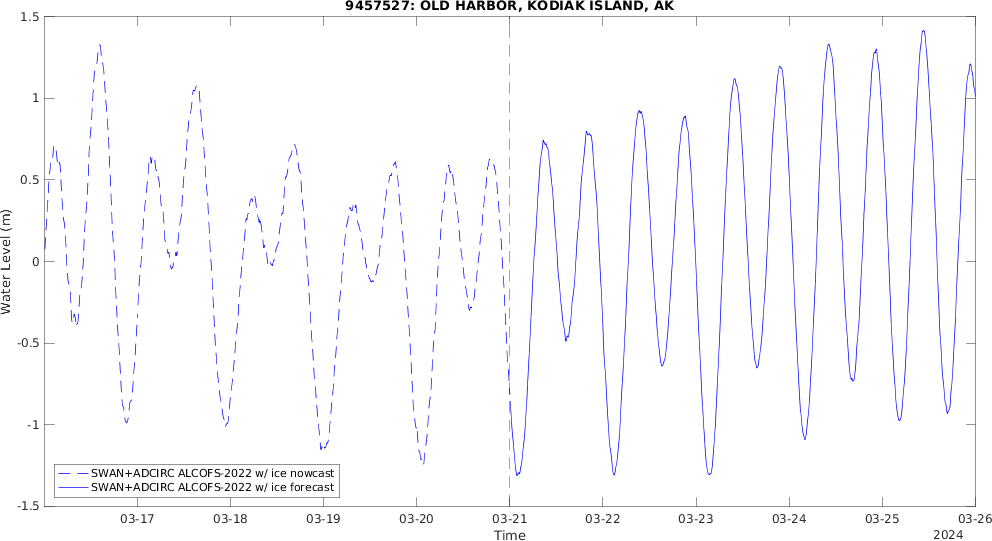 9457527: OLD HARBOR, KODIAK ISLAND, AK
Water Level (m)
1.5
1
0.5
0
-0.5
-1
-1.5
SWAN+ADCIRC ALCOFS-2022 w/ ice nowcast
SWAN+ADCIRC ALCOFS-2022 w/ ice forecast
03-17 03-18 03-19 03-20 03-21 03-22 03-23 03-24 03-25 03-26
Time
2024